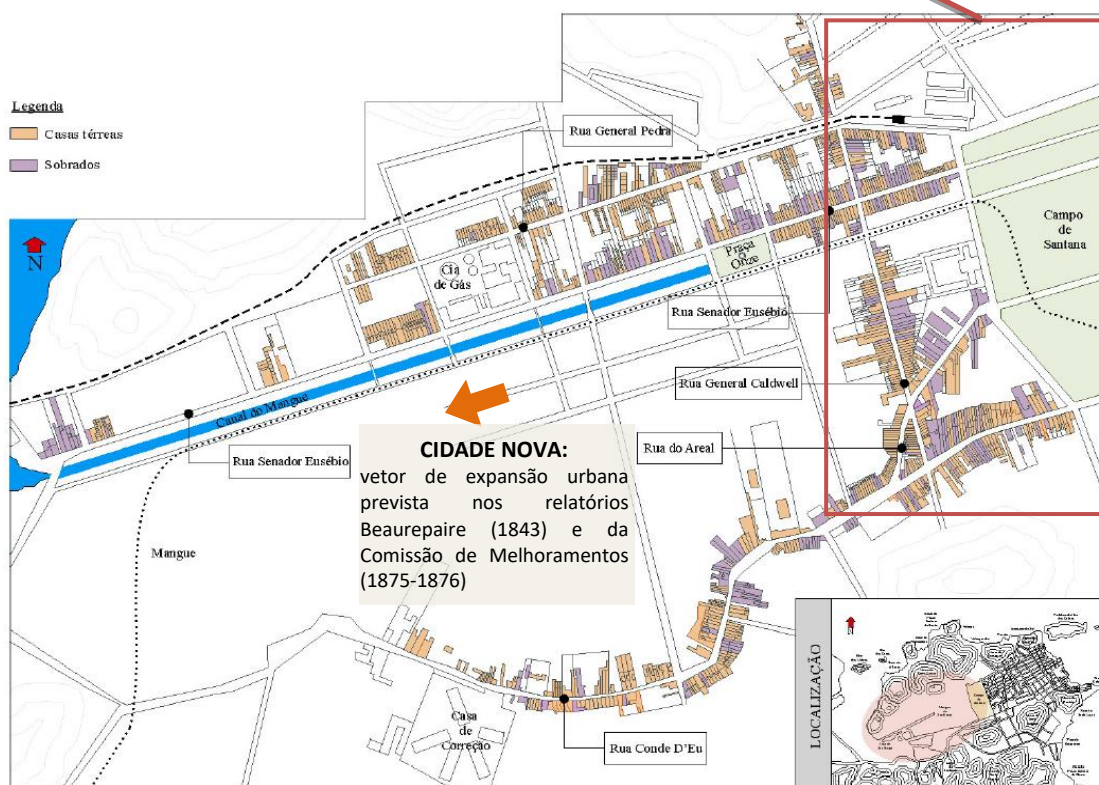 Legenda
Casas térreas
Sobrados
Rua General Pedra
Campo
de
Santana
N
Cia
de Gás
Praça
Onze
Rua Senador Eusébio
Rua General Caldwell
Canal do Mangue
CIDADE NOVA:
vetor de expansão urbana
prevista nos relatórios
Beaurepaire (1843) e da
Comissão de Melhoramentos
(1875-1876)
Rua do Areal
Rua Senador Eusébio
Mangue
Casa
de
Correção
Rua Conde D'Eu
LOCALIZAÇÃO
N